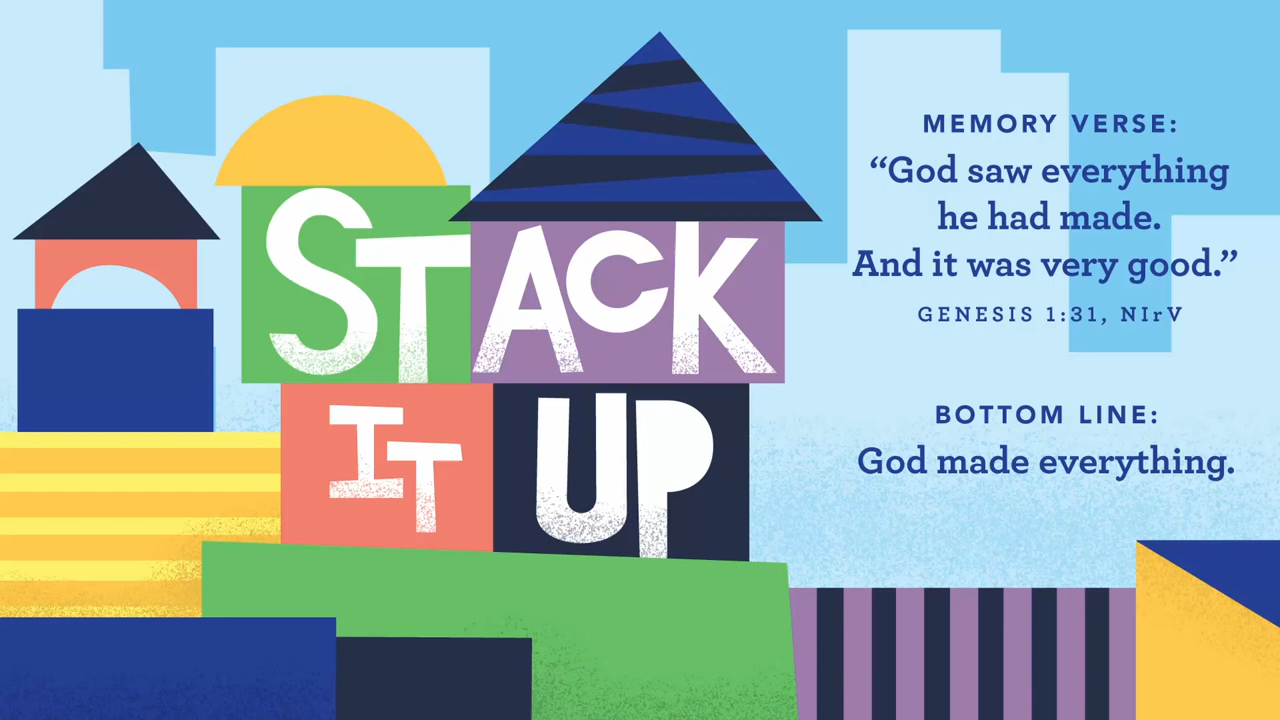 STACK
IT UP
MEMORY VERSE:
“God saw everything
he had made.
And it was very good.”
GENESIS 1:31, NIrV
BOTTOM LINE:
God made everything.